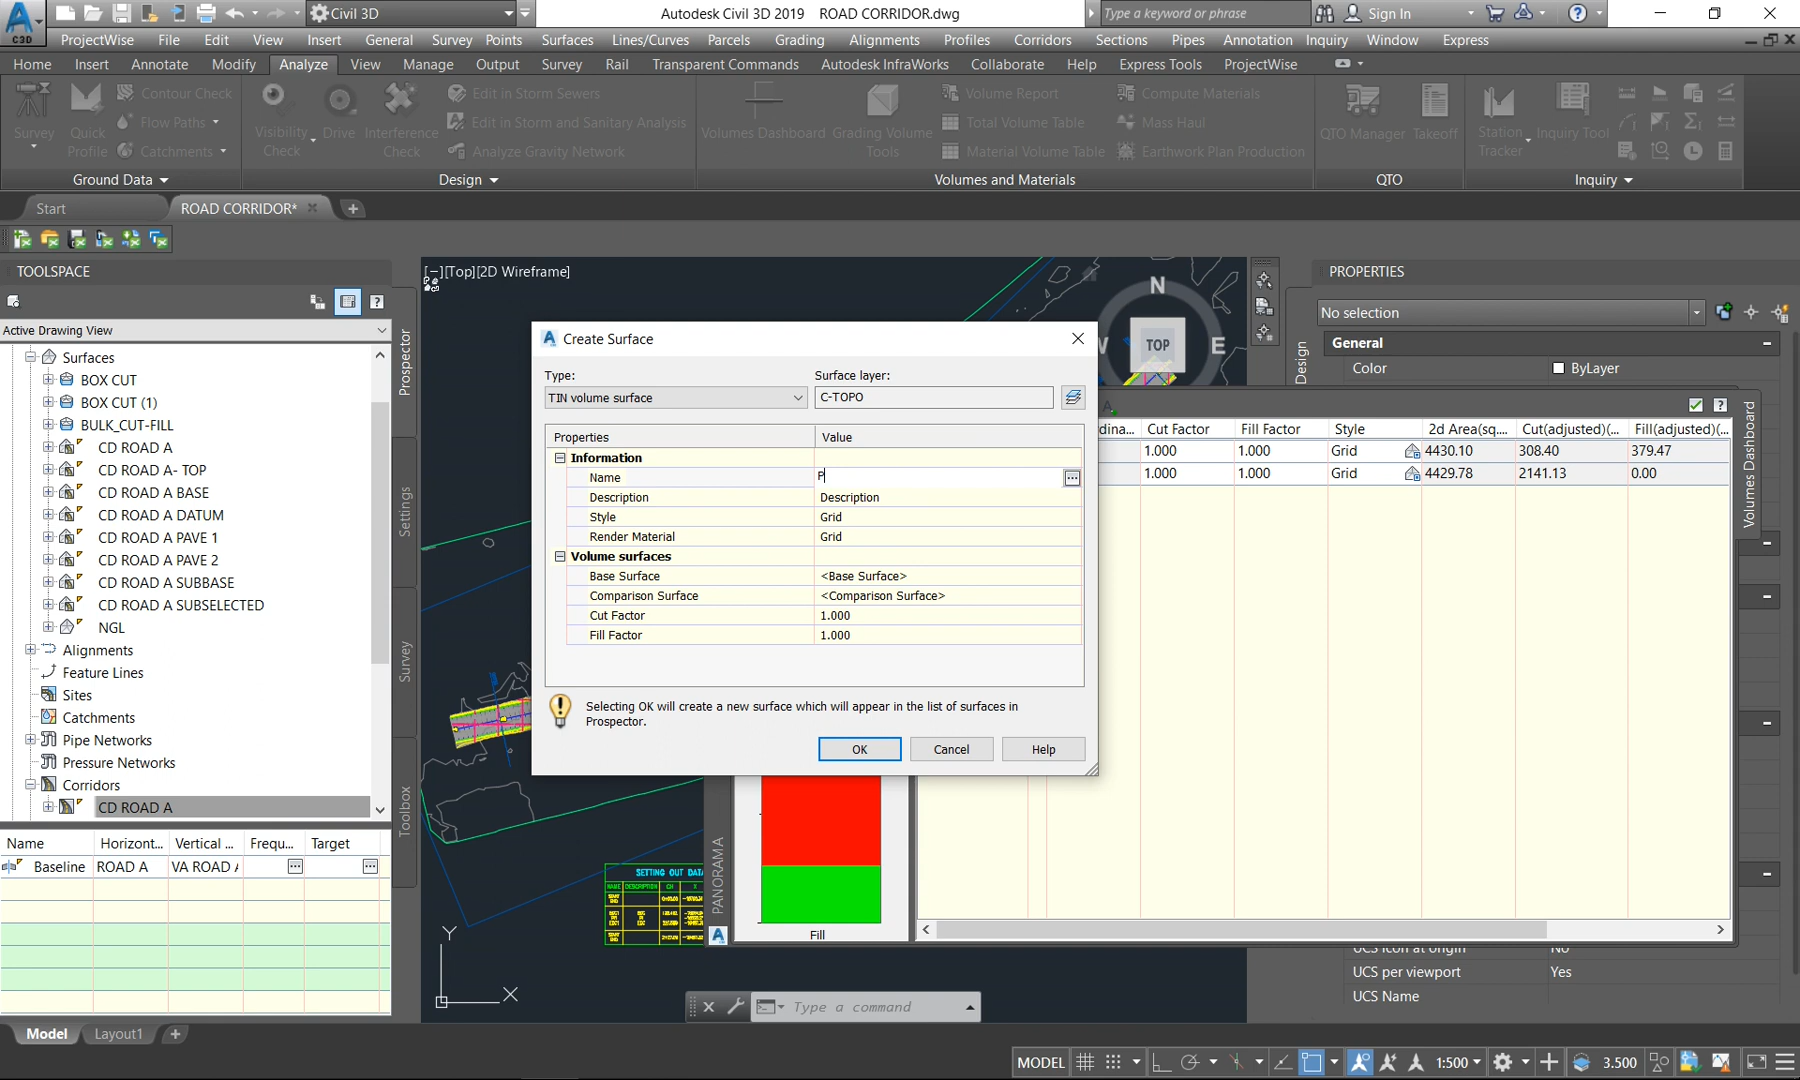 C3D
Civil 3D
Autodesk Civil 3D 2019 ROAD CORRIDOR.dwg
Type a keyword or phrase
Sign In
ProjectWise File Edit View Insert General Survey Points Surfaces Lines/Curves Parcels Grading Alignments Profiles Corridors Sections Pipes Annotation Inquiry Window Express
Home Insert Annotate Modify Analyze View Manage Output Survey Rail Transparent Commands Autodesk InfraWorks Collaborate Help Express Tools ProjectWise
Survey
Quick Profile
Contour Check
Flow Paths
Catchments
Visibility Check
Drive
Interference Check
Edit in Storm Sewers
Edit in Storm and Sanitary Analysis
Analyze Gravity Network
Volumes Dashboard
Grading Volume Tools
Volume Report
Total Volume Table
Material Volume Table
Compute Materials
Mass Haul
Earthwork Plan Production
QTO Manager
Takeoff
Station Tracker
Inquiry Tool
Ground Data
Design
Volumes and Materials
QTO
Inquiry
Start
ROAD CORRIDOR*
TOOLSPACE
Active Drawing View
Surfaces
BOX CUT
BOX CUT (1)
BULK_CUT-FILL
CD ROAD A
CD ROAD A- TOP
CD ROAD A BASE
CD ROAD A DATUM
CD ROAD A PAVE 1
CD ROAD A PAVE 2
CD ROAD A SUBBASE
CD ROAD A SUBSELECTED
NGL
Alignments
Feature Lines
Sites
Catchments
Pipe Networks
Pressure Networks
Corridors
CD ROAD A
Prospector
Settings
Survey
Toolbox
Name Horizont... Vertical ... Frequ... Target
Baseline ROAD A VA ROAD A
[−][Top][2D Wireframe]
N
W
TOP
E
Create Surface
Type:
Surface layer:
TIN volume surface
C-TOPO
Properties Value
Information
Name P
Description Description
Style Grid
Render Material Grid
Volume surfaces
Base Surface <Base Surface>
Comparison Surface <Comparison Surface>
Cut Factor 1.000
Fill Factor 1.000
Selecting OK will create a new surface which will appear in the list of surfaces in
Prospector.
OK
Cancel
Help
PROPERTIES
No selection
Design
General
Color ByLayer
dina... Cut Factor Fill Factor Style 2d Area(sq.... Cut(adjusted)(... Fill(adjusted)(...
1.000 1.000 Grid 4430.10 308.40 379.47
1.000 1.000 Grid 4429.78 2141.13 0.00
Volumes Dashboard
PANORAMA
Fill
SETTING OUT DATA
Y
X
UCS icon at origin No
UCS per viewport Yes
UCS Name
Type a command
Model
Layout1
MODEL
1:500
3.500